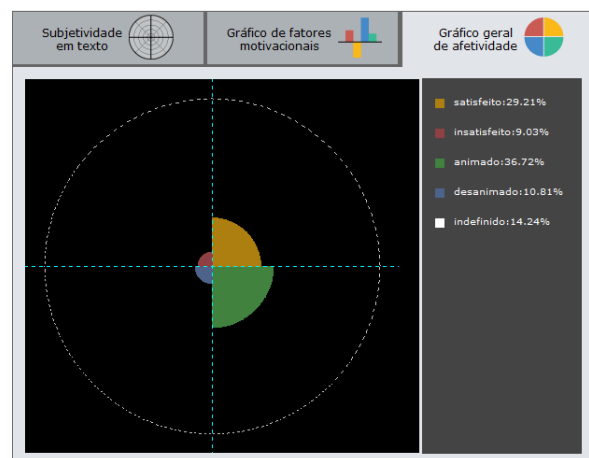 Subjetividade
em texto
Gráfico de fatores
motivacionais
Gráfico geral
de afetividade
satisfeito:29.21%
insatisfeito:9.03%
animado:36.72%
desanimado:10.81%
indefinido:14.24%